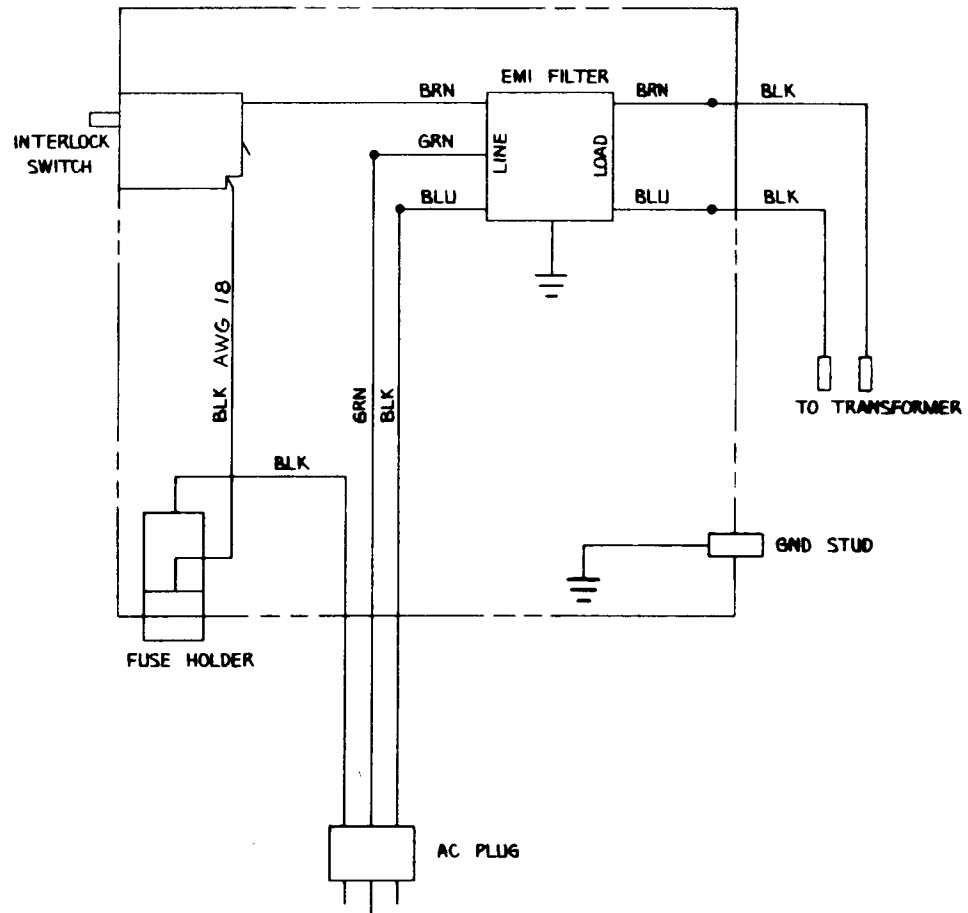 EMI FILTER
BRN
BRN
BLK
INTERLOCK
SWITCH
GRN
LINE
LOAD
BLU
BLU
BLK
BLK AWG 18
GRN
BLK
TO TRANSFORMER
BLK
GND STUD
FUSE HOLDER
AC PLUG